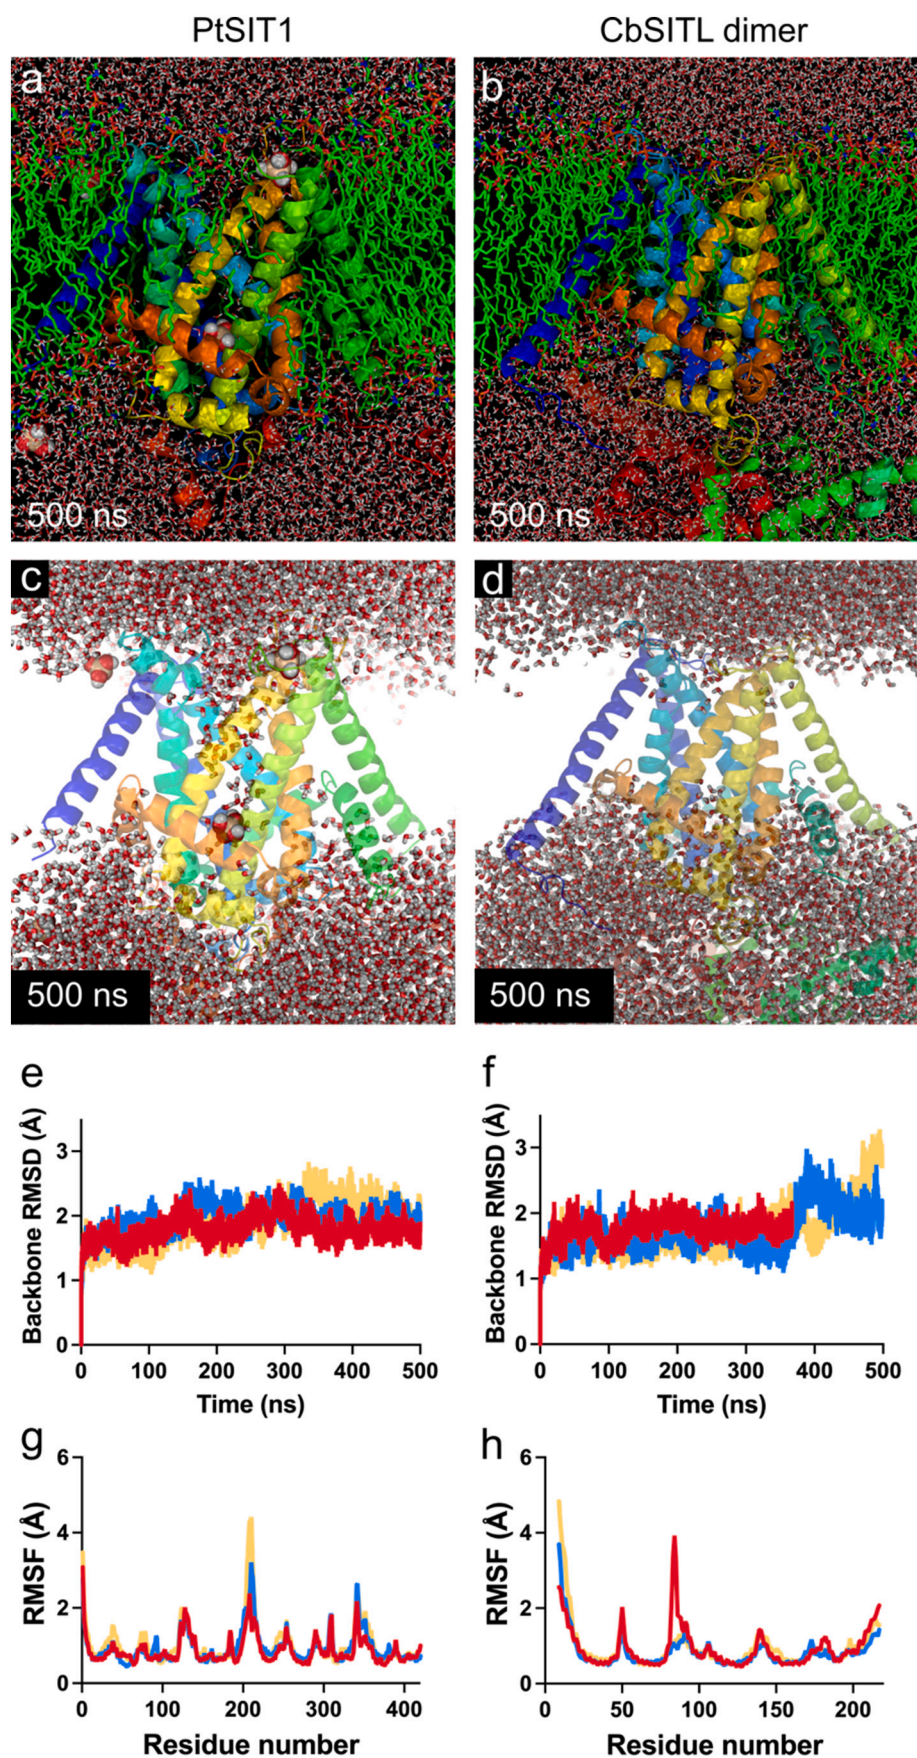 PtSIT1 CbSITL dimer
a b
500 ns 500 ns
c d
500 ns 500 ns
e f
Backbone RMSD (Å) Backbone RMSD (Å)
3 3
2 2
1 1
0 0
0 100 200 300 400 500 0 100 200 300 400 500
Time (ns) Time (ns)
g h
RMSF (Å) RMSF (Å)
6 6
4 4
2 2
0 0
0 100 200 300 400 0 50 100 150 200
Residue number Residue number